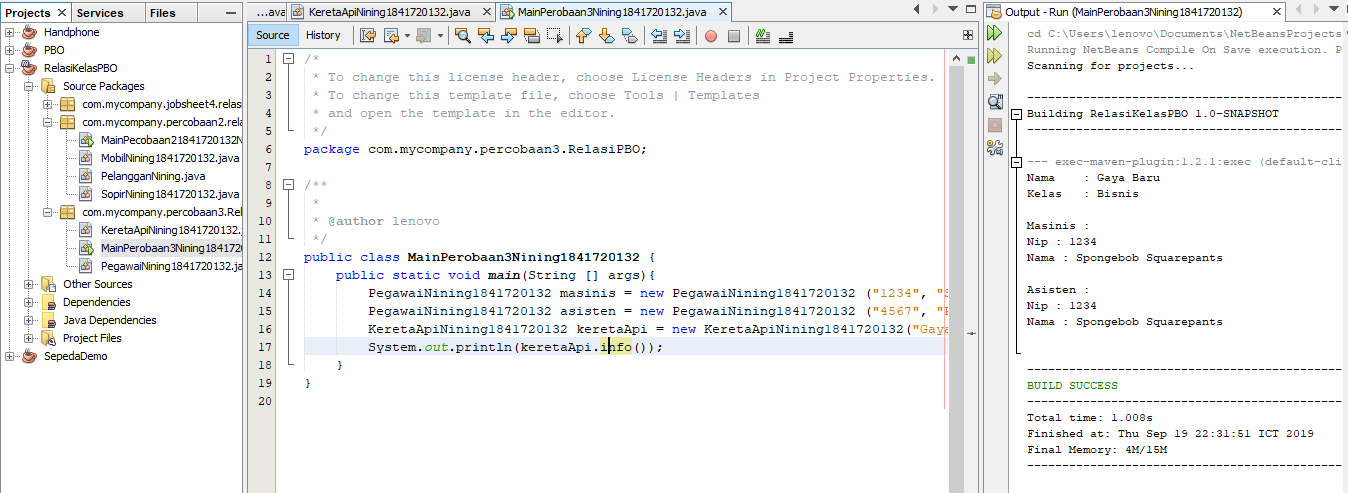 Projects
Services
Files
Handphone
PBO
RelasiKelasPBO
Source Packages
com.mycompany.jobsheet4.relas
com.mycompany.percobaan2.rela
MainPecobaan21841720132N
MobilNining1841720132.java
PelangganNining.java
SopirNining1841720132.java
com.mycompany.percobaan3.Rel
KeretaApiNining1841720132.
MainPerobaan3Nining1841720
PegawaiNining1841720132.ja
Other Sources
Dependencies
Java Dependencies
Project Files
SepedaDemo
...ava
KeretaApiNining1841720132.java
MainPerobaan3Nining1841720132.java
Source
History
1 /*
2 * To change this license header, choose License Headers in Project Properties.
3 * To change this template file, choose Tools | Templates
4 * and open the template in the editor.
5 */
6 package com.mycompany.percobaan3.RelasiPBO;
7
8 /**
9 *
10 * @author lenovo
11 */
12 public class MainPerobaan3Nining1841720132 {
13 public static void main(String [] args){
14 PegawaiNining1841720132 masinis = new PegawaiNining1841720132 ("1234", "S
15 PegawaiNining1841720132 asisten = new PegawaiNining1841720132 ("4567", "P
16 KeretaApiNining1841720132 keretaApi = new KeretaApiNining1841720132("Gaya
17 System.out.println(keretaApi.info());
18 }
19 }
20
Output - Run (MainPerobaan3Nining1841720132)
cd C:\Users\lenovo\Documents\NetBeansProjects
Running NetBeans Compile On Save execution. P
Scanning for projects...
Building RelasiKelasPBO 1.0-SNAPSHOT
--- exec-maven-plugin:1.2.1:exec (default-cli
Nama : Gaya Baru
Kelas : Bisnis
Masinis :
Nip : 1234
Nama : Spongebob Squarepants
Asisten :
Nip : 1234
Nama : Spongebob Squarepants
BUILD SUCCESS
Total time: 1.008s
Finished at: Thu Sep 19 22:31:51 ICT 2019
Final Memory: 4M/15M